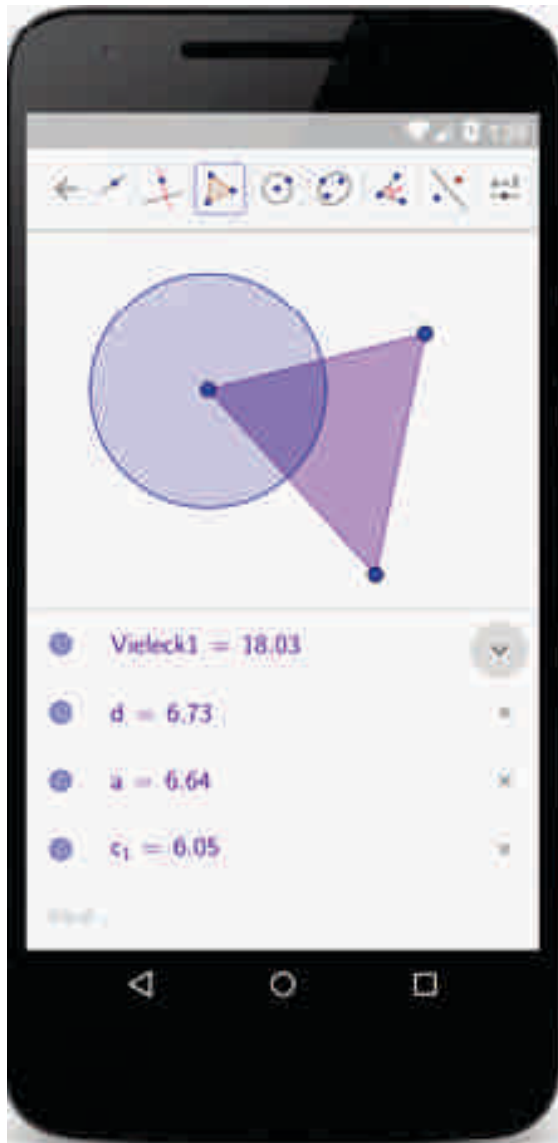 Vieleck1 = 18.03
d = 6.73
a = 6.64
c₁ = 6.05